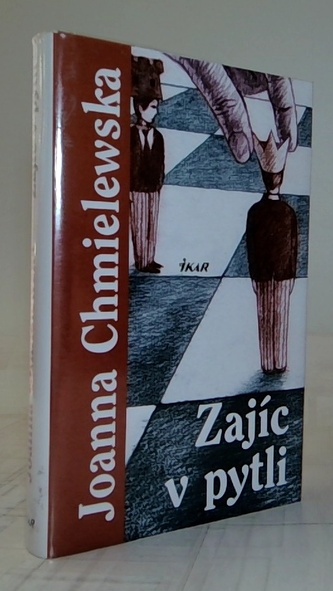 Joanna Chmielewska
IKAR
Zajíc
v pytli